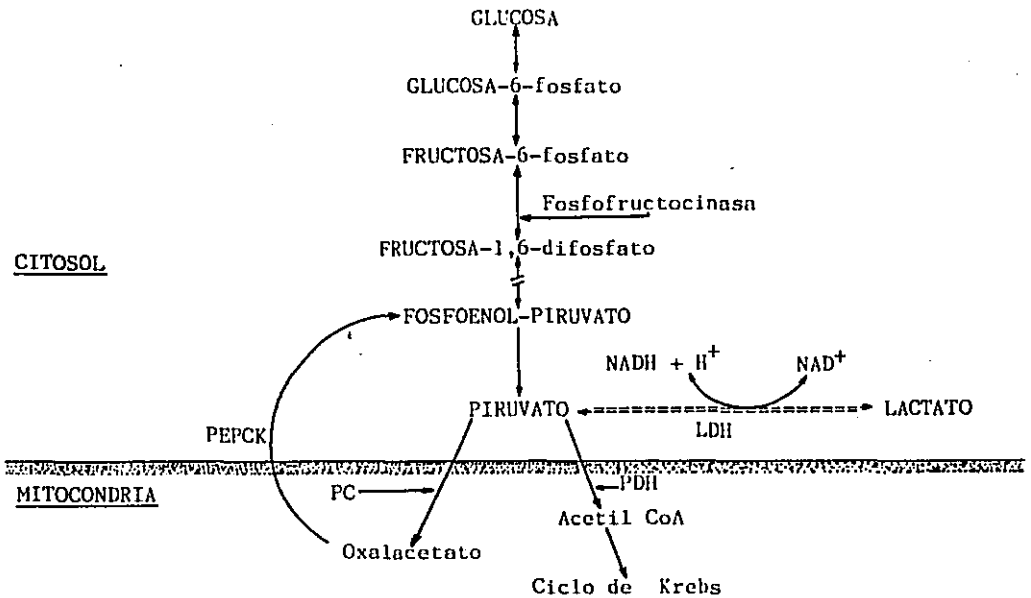 GLUCOSA
GLUCOSA-6-fosfato
FRUCTOSA-6-fosfato
Fosfofructocinasa
FRUCTOSA-1,6-difosfato
CITOSOL
FOSFOENOL-PIRUVATO
NADH + H+ NAD+
PIRUVATO LACTATO
LDH
PEPCK
MITOCONDRIA
PC PDH
Acetil CoA
Oxalacetato
Ciclo de Krebs